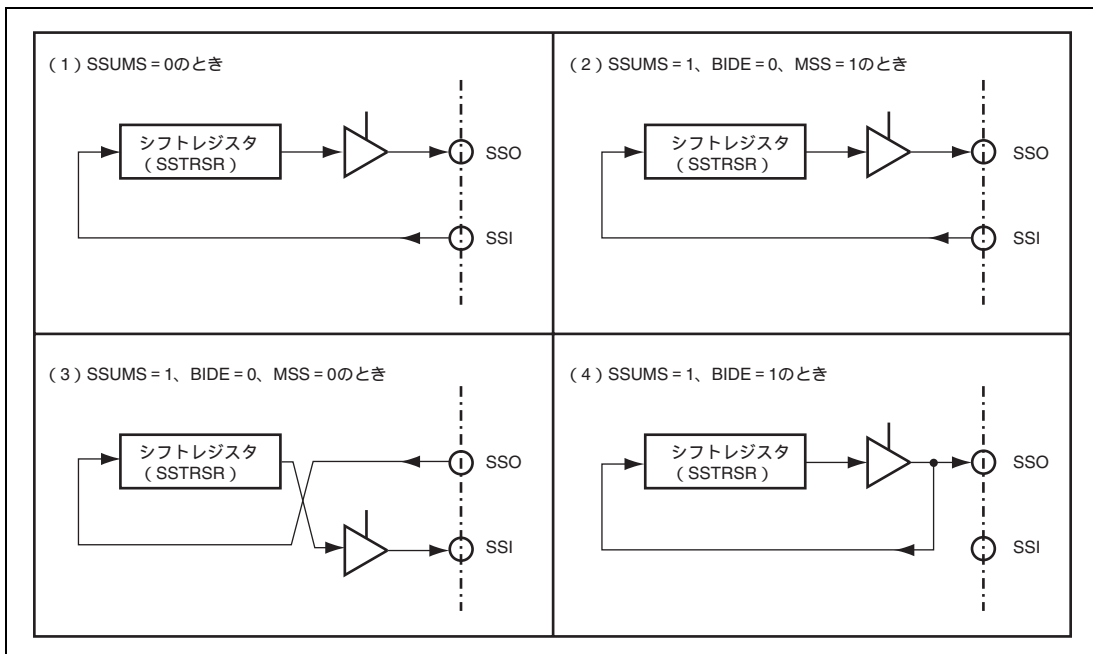 (1)SSUMS=0のとき
シフトレジスタ
(SSTRSR)
SSO
SSI
(2)SSUMS=1、BIDE=0、MSS=1のとき
シフトレジスタ
(SSTRSR)
SSO
SSI
(3)SSUMS=1、BIDE=0、MSS=0のとき
シフトレジスタ
(SSTRSR)
SSO
SSI
(4)SSUMS=1、BIDE=1のとき
シフトレジスタ
(SSTRSR)
SSO
SSI